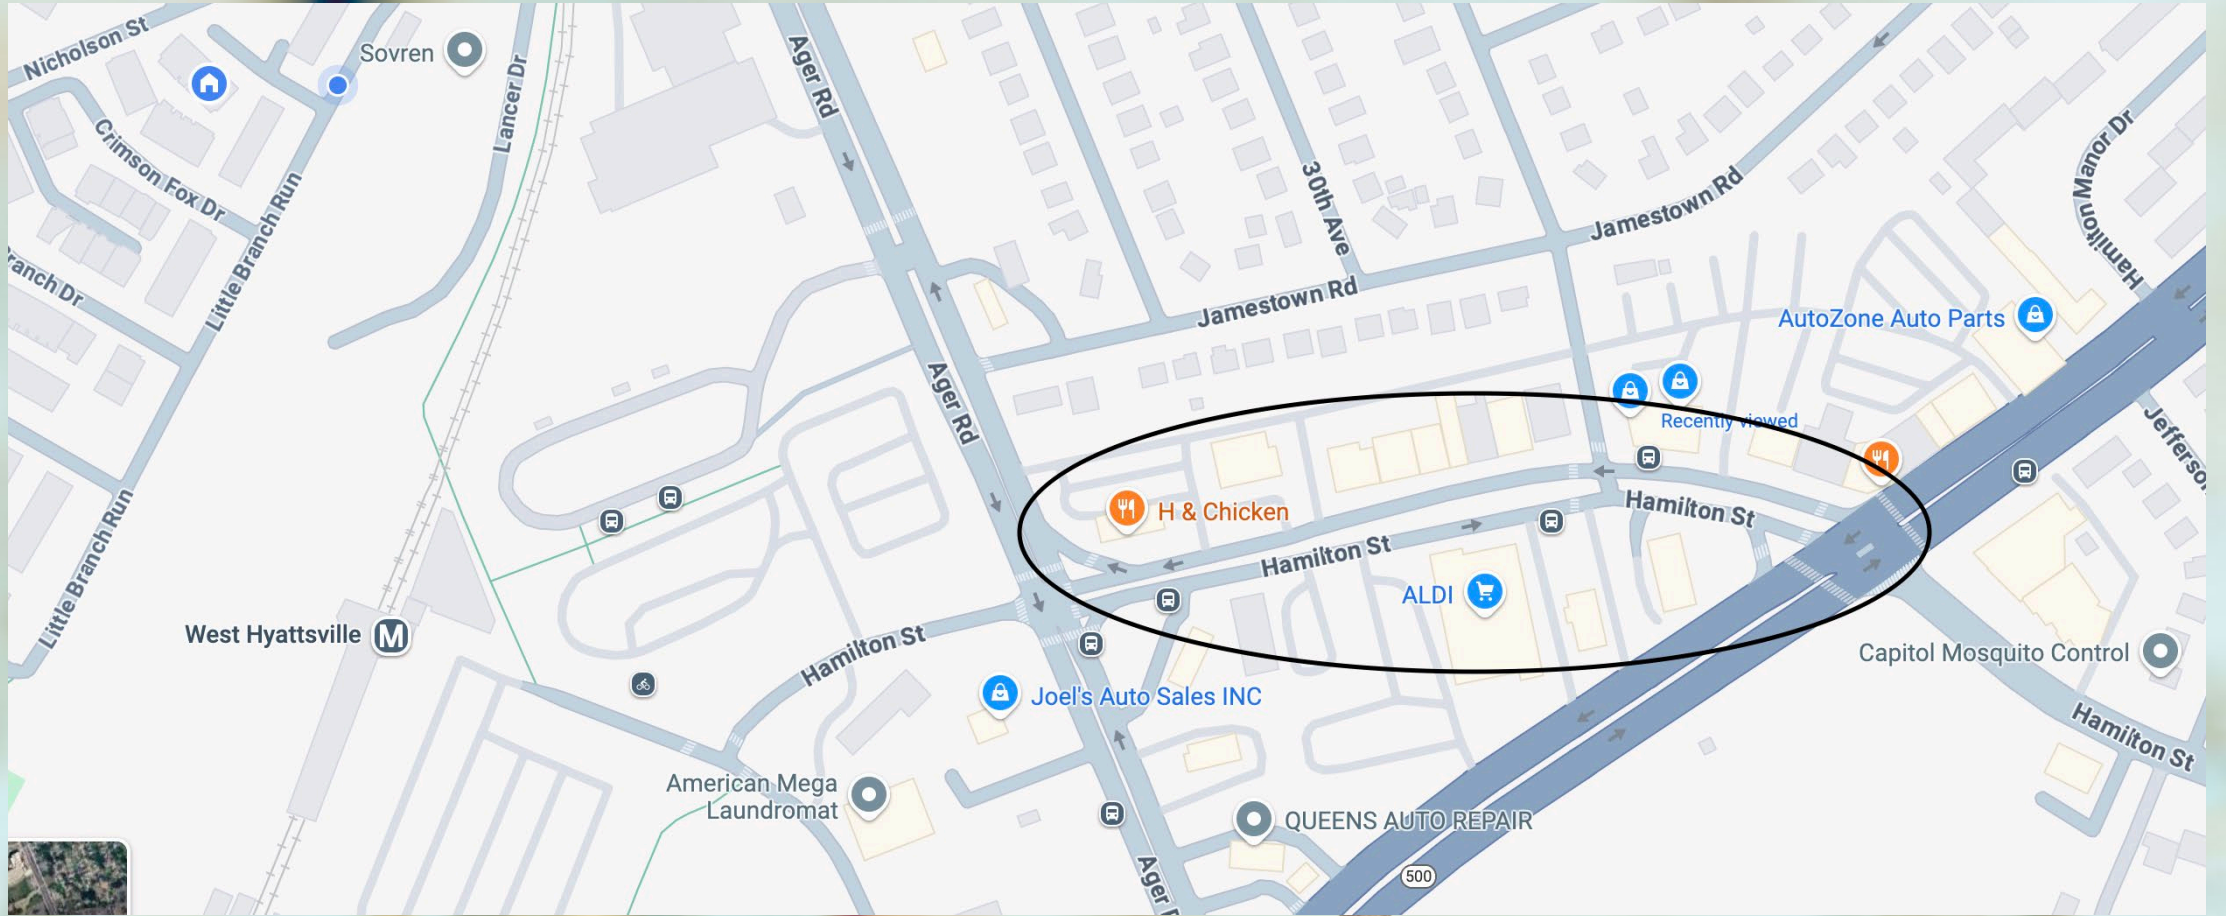 Nicholson St
Sovren
Lancer Dr
Ager Rd
Crimson Fox Dr
Little Branch Run
ranch Dr
30th Ave
Jamestown Rd
Hamilton Manor Dr
Jamestown Rd
AutoZone Auto Parts
Ager Rd
Recently viewed
Jefferso
H & Chicken
Hamilton St
Hamilton St
Little Branch Run
ALDI
West Hyattsville
M
Hamilton St
Capitol Mosquito Control
Joel's Auto Sales INC
Hamilton St
American Mega
Laundromat
QUEENS AUTO REPAIR
500
Ager R